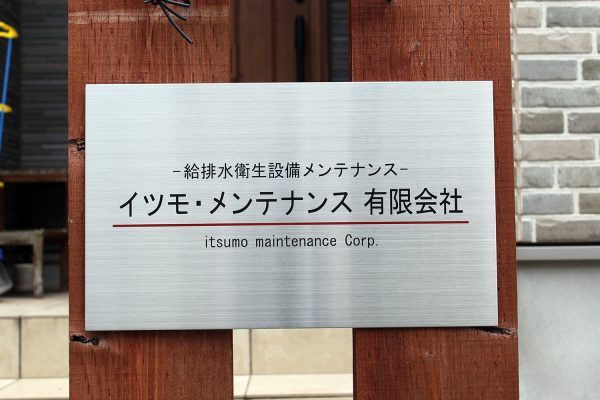 -給排水衛生設備メンテナンス-
イツモ・メンテナンス 有限会社
itsumo maintenance Corp.